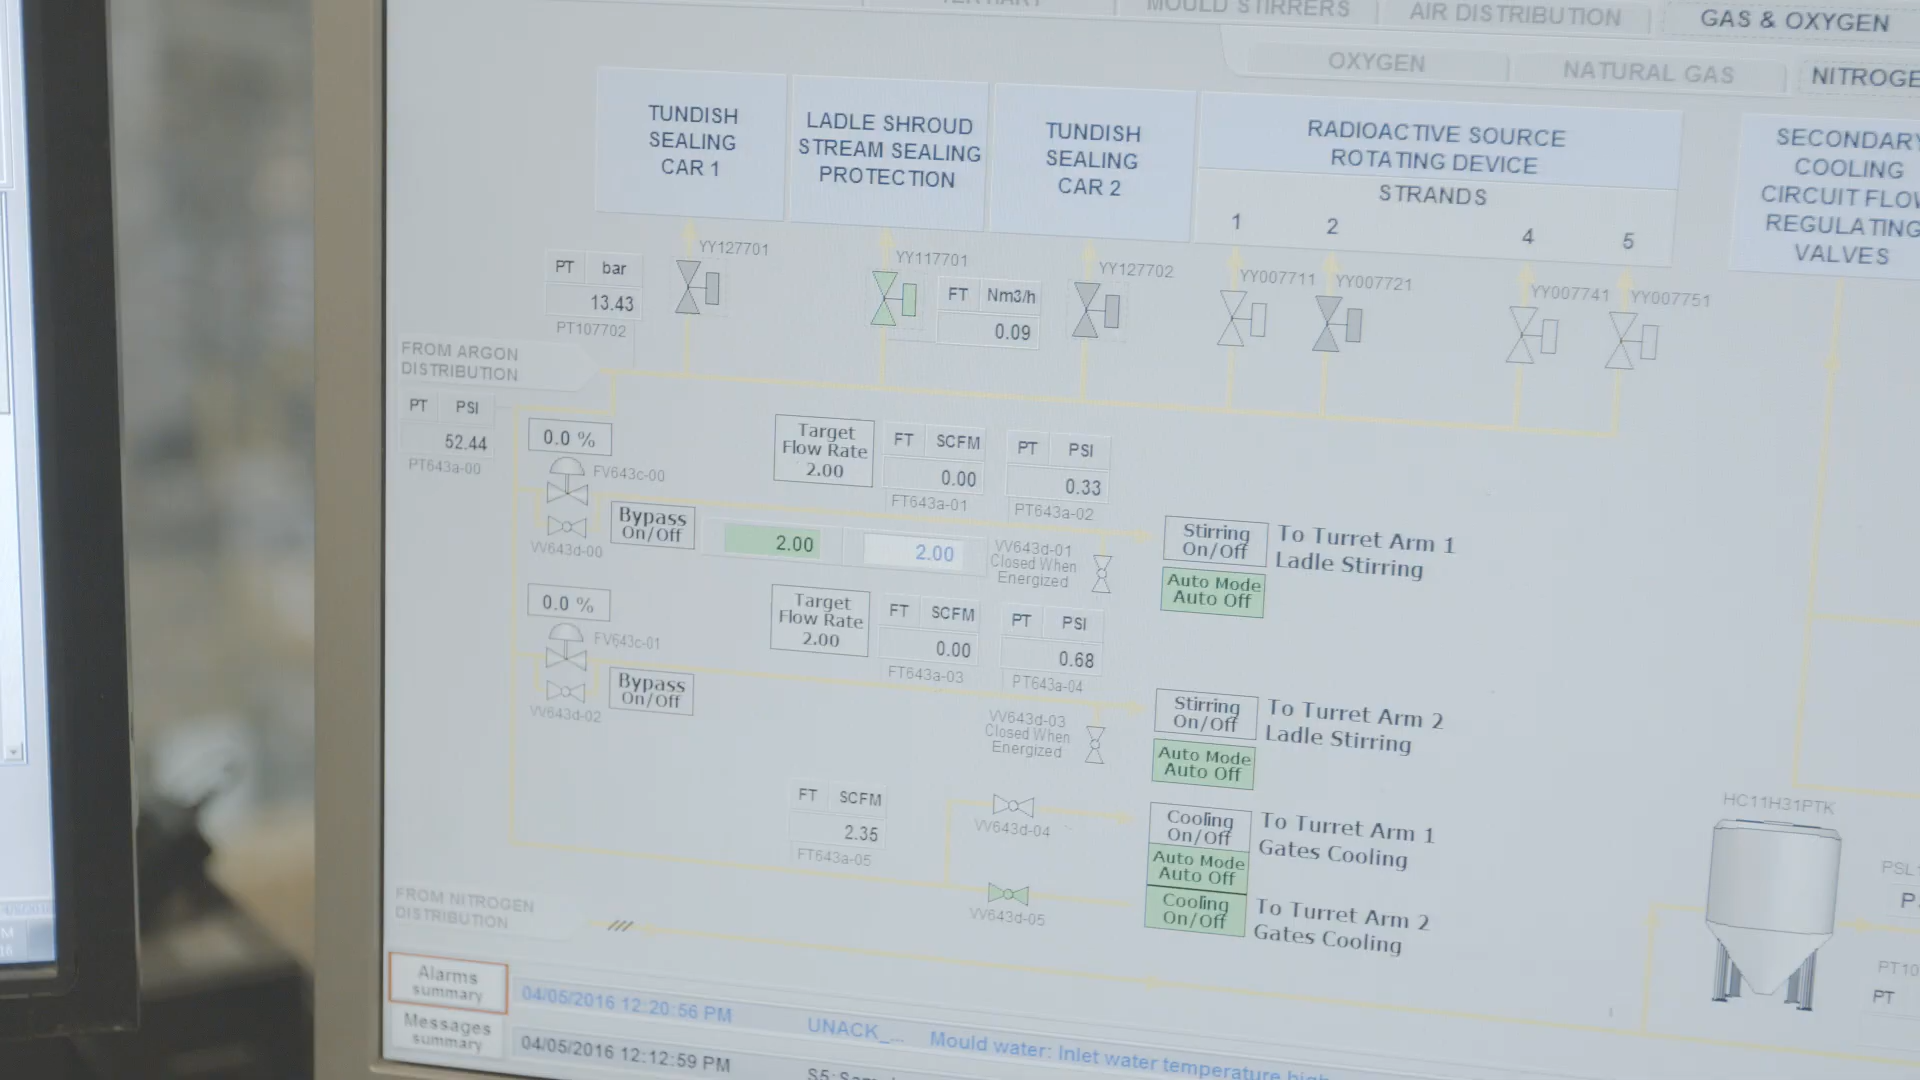 MOULD STIRRERS
AIR DISTRIBUTION
GAS & OXYGEN
OXYGEN
NATURAL GAS
TUNDISH
SEALING
CAR 1
LADLE SHROUD
STREAM SEALING
PROTECTION
TUNDISH
SEALING
CAR 2
RADIOACTIVE SOURCE
ROTATING DEVICE
STRANDS
1 2 4 5
SECONDARY
COOLING
CIRCUIT FLOW
REGULATING
VALVES
YY127701
YY117701
YY127702
YY007711
YY007721
YY007741
YY007751
PT bar
13.43
PT107702
FT Nm3/h
0.09
FROM ARGON
DISTRIBUTION
PT PSI
52.44
PT643a-00
0.0 %
FV643c-00
VV643d-00
Bypass
On/Off
Target
Flow Rate
2.00
FT SCFM
0.00
FT643a-01
PT PSI
0.33
PT643a-02
2.00
2.00
VV643d-01
Closed When
Energized
Stirring
On/Off
To Turret Arm 1
Ladle Stirring
Auto Mode
Auto Off
0.0 %
FV643c-01
VV643d-02
Bypass
On/Off
Target
Flow Rate
2.00
FT SCFM
0.00
FT643a-03
PT PSI
0.68
PT643a-04
VV643d-03
Closed When
Energized
Stirring
On/Off
To Turret Arm 2
Ladle Stirring
Auto Mode
Auto Off
FT SCFM
2.35
FT643a-05
VV643d-04
Cooling
On/Off
To Turret Arm 1
Gates Cooling
Auto Mode
Auto Off
VV643d-05
Cooling
On/Off
To Turret Arm 2
Gates Cooling
HC11H31PTK
PT
FROM NITROGEN
DISTRIBUTION
Alarms
summary
04/05/2016 12:20:56 PM UNACK_... Mould water: Inlet water temperature high
Messages
summary
04/05/2016 12:12:59 PM